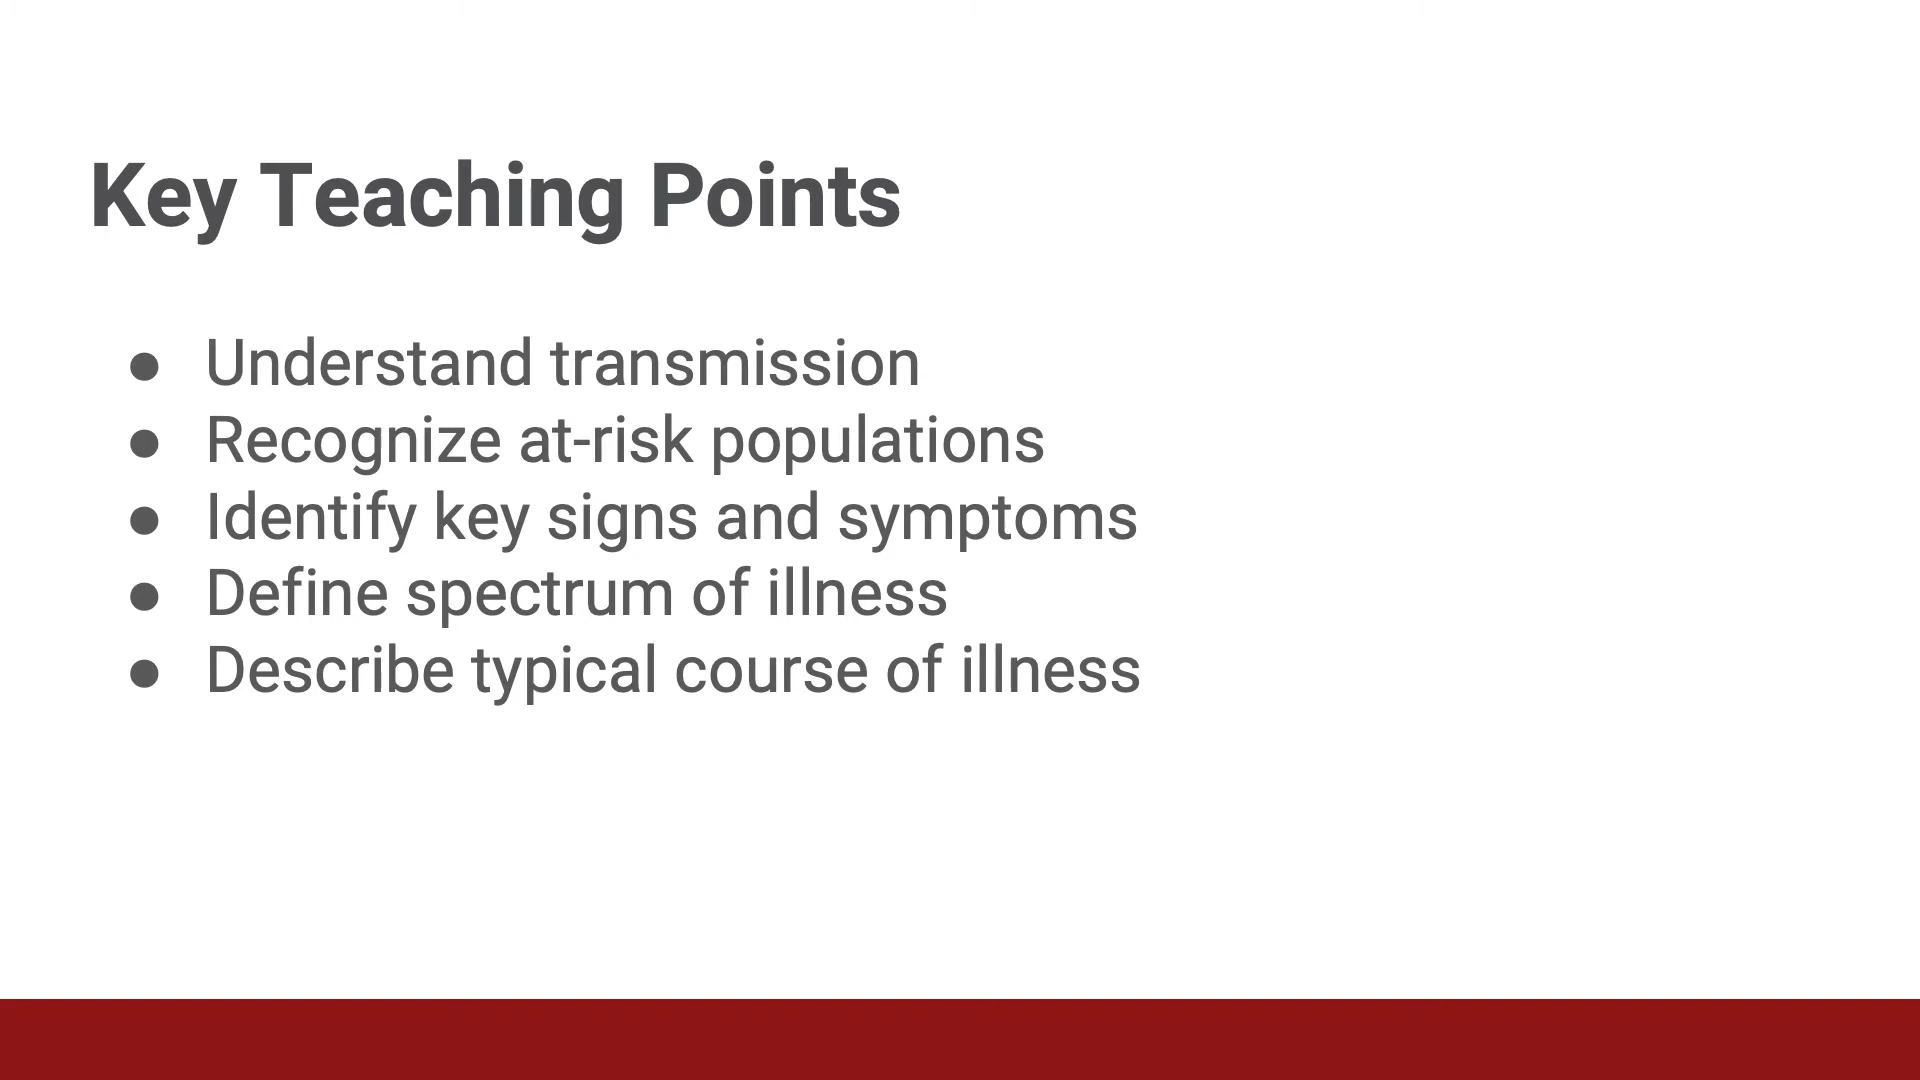 Key Teaching Points
● Understand transmission
● Recognize at-risk populations
● Identify key signs and symptoms
● Define spectrum of illness
● Describe typical course of illness